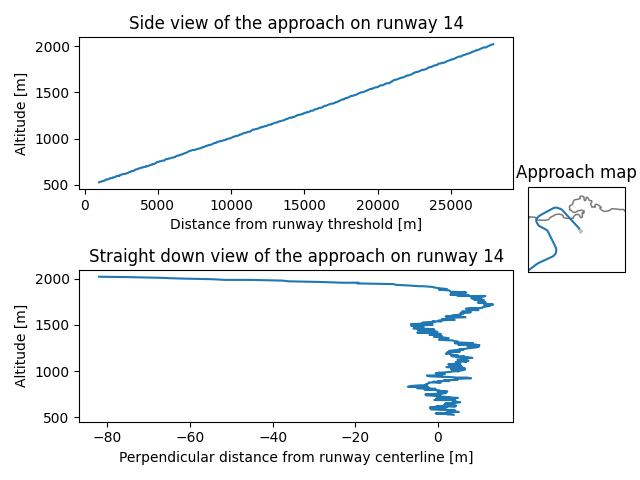 Side view of the approach on runway 14
2000
1500
1000
500
Altitude [m]
0 5000 10000 15000 20000 25000
Distance from runway threshold [m]
Approach map
Straight down view of the approach on runway 14
2000
1500
1000
500
Altitude [m]
−80 −60 −40 −20 0
Perpendicular distance from runway centerline [m]